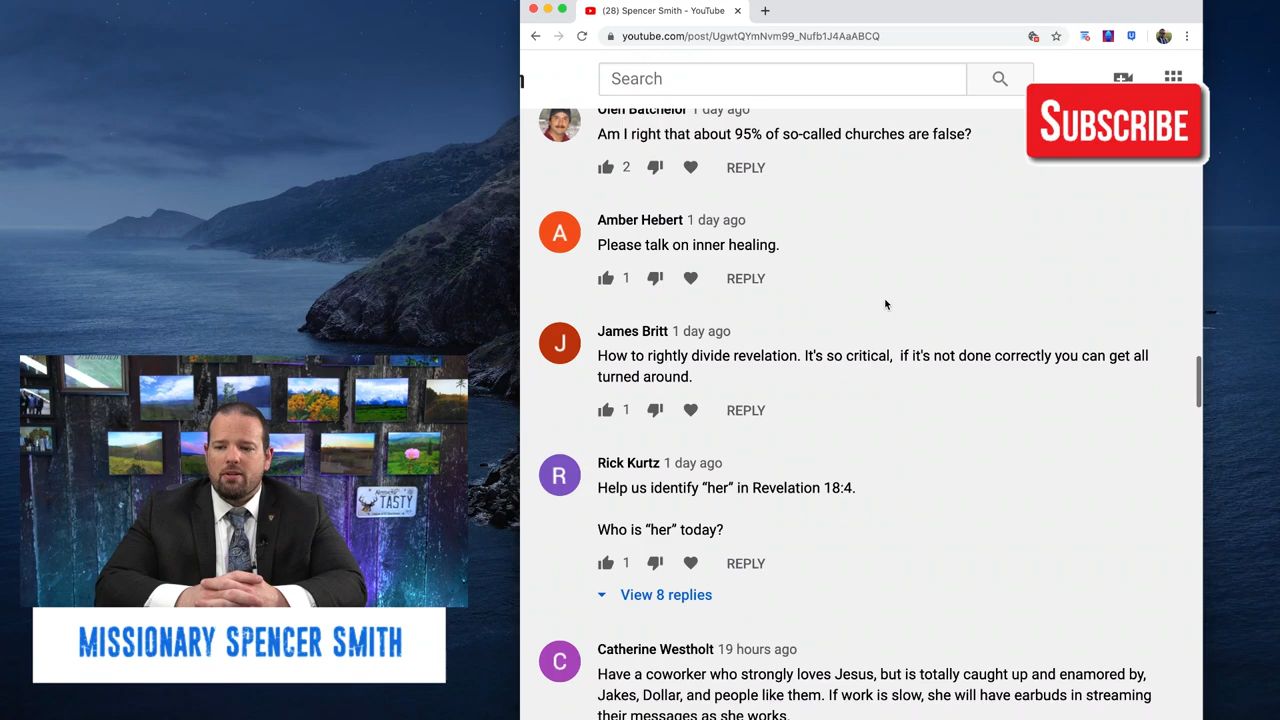 (28) Spencer Smith - YouTube
youtube.com/post/UgwtQYmNvm99_Nufb1J4AaABCQ
Search
SUBSCRIBE
Olen Batchelor 1 day ago
Am I right that about 95% of so-called churches are false?
2 REPLY
A
Amber Hebert 1 day ago
Please talk on inner healing.
1 REPLY
J
James Britt 1 day ago
How to rightly divide revelation. It's so critical, if it's not done correctly you can get all
turned around.
1 REPLY
R
Rick Kurtz 1 day ago
Help us identify “her” in Revelation 18:4.
Who is “her” today?
1 REPLY
View 8 replies
C
Catherine Westholt 19 hours ago
Have a coworker who strongly loves Jesus, but is totally caught up and enamored by,
Jakes, Dollar, and people like them. If work is slow, she will have earbuds in streaming
their messages as she works.
TASTY
MISSIONARY SPENCER SMITH